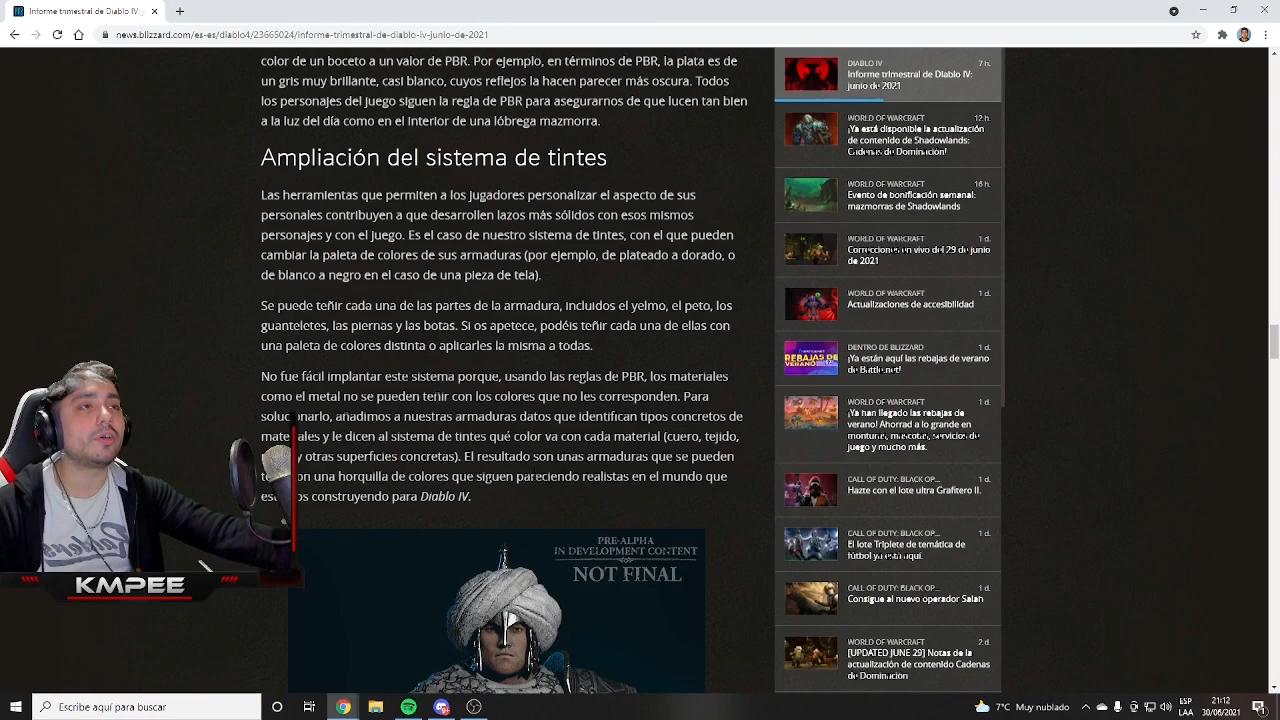 Informe trimestral de Diablo IV:
news.blizzard.com/es-es/diablo4/23665024/informe-trimestral-de-diablo-iv-junio-de-2021
color de un boceto a un valor de PBR. Por ejemplo, en términos de PBR, la plata es de
un gris muy brillante, casi blanco, cuyos reflejos la hacen parecer más oscura. Todos
los personajes del juego siguen la regla de PBR para asegurarnos de que lucen tan bien
a la luz del día como en el interior de una lóbrega mazmorra.
Ampliación del sistema de tintes
Las herramientas que permiten a los jugadores personalizar el aspecto de sus
personales contribuyen a que desarrollen lazos más sólidos con esos mismos
personajes y con el juego. Es el caso de nuestro sistema de tintes, con el que pueden
cambiar la paleta de colores de sus armaduras (por ejemplo, de plateado a dorado, o
de blanco a negro en el caso de una pieza de tela).
Se puede teñir cada una de las partes de la armadura, incluidos el yelmo, el peto, los
guanteletes, las piernas y las botas. Si os apetece, podéis teñir cada una de ellas con
una paleta de colores distinta o aplicarles la misma a todas.
No fue fácil implantar este sistema porque, usando las reglas de PBR, los materiales
como el metal no se pueden teñir con los colores que no les corresponden. Para
solucionarlo, añadimos a nuestras armaduras datos que identifican tipos concretos de
materiales y le dicen al sistema de tintes qué color va con cada material (cuero, tejido,
y otras superficies concretas). El resultado son unas armaduras que se pueden
con una horquilla de colores que siguen pareciendo realistas en el mundo que
construyendo para Diablo IV.
PRE-ALPHA
IN DEVELOPMENT CONTENT
NOT FINAL
KMPEE
DIABLO IV 7 h.
Informe trimestral de Diablo IV:
junio de 2021
WORLD OF WARCRAFT 12 h.
¡Ya está disponible la actualización
de contenido de Shadowlands:
Cadenas de Dominación!
WORLD OF WARCRAFT 16 h.
Evento de bonificación semanal:
mazmorras de Shadowlands
WORLD OF WARCRAFT 1 d.
Correcciones en vivo del 29 de junio
de 2021
WORLD OF WARCRAFT 1 d.
Actualizaciones de accesibilidad
REBAJAS DE
VERANO
DENTRO DE BLIZZARD 1 d.
¡Ya están aquí las rebajas de verano
de Battle.net!
WORLD OF WARCRAFT 1 d.
¡Ya han llegado las rebajas de
verano! Ahorrad a lo grande en
monturas, mascotas, servicios de
juego y mucho más.
CALL OF DUTY: BLACK OP... 1 d.
Hazte con el lote ultra Grafitero II.
CALL OF DUTY: BLACK OP... 1 d.
El lote Triplete de temática de
fútbol ya está aquí.
CALL OF DUTY: BLACK OP... 1 d.
Consigue al nuevo operador Salah
WORLD OF WARCRAFT 2 d.
[UPDATED JUNE 29] Notas de la
actualización de contenido Cadenas
de Dominación
Escribe aquí para buscar
7°C Muy nublado
ESP
LAA
21:12
30/06/2021